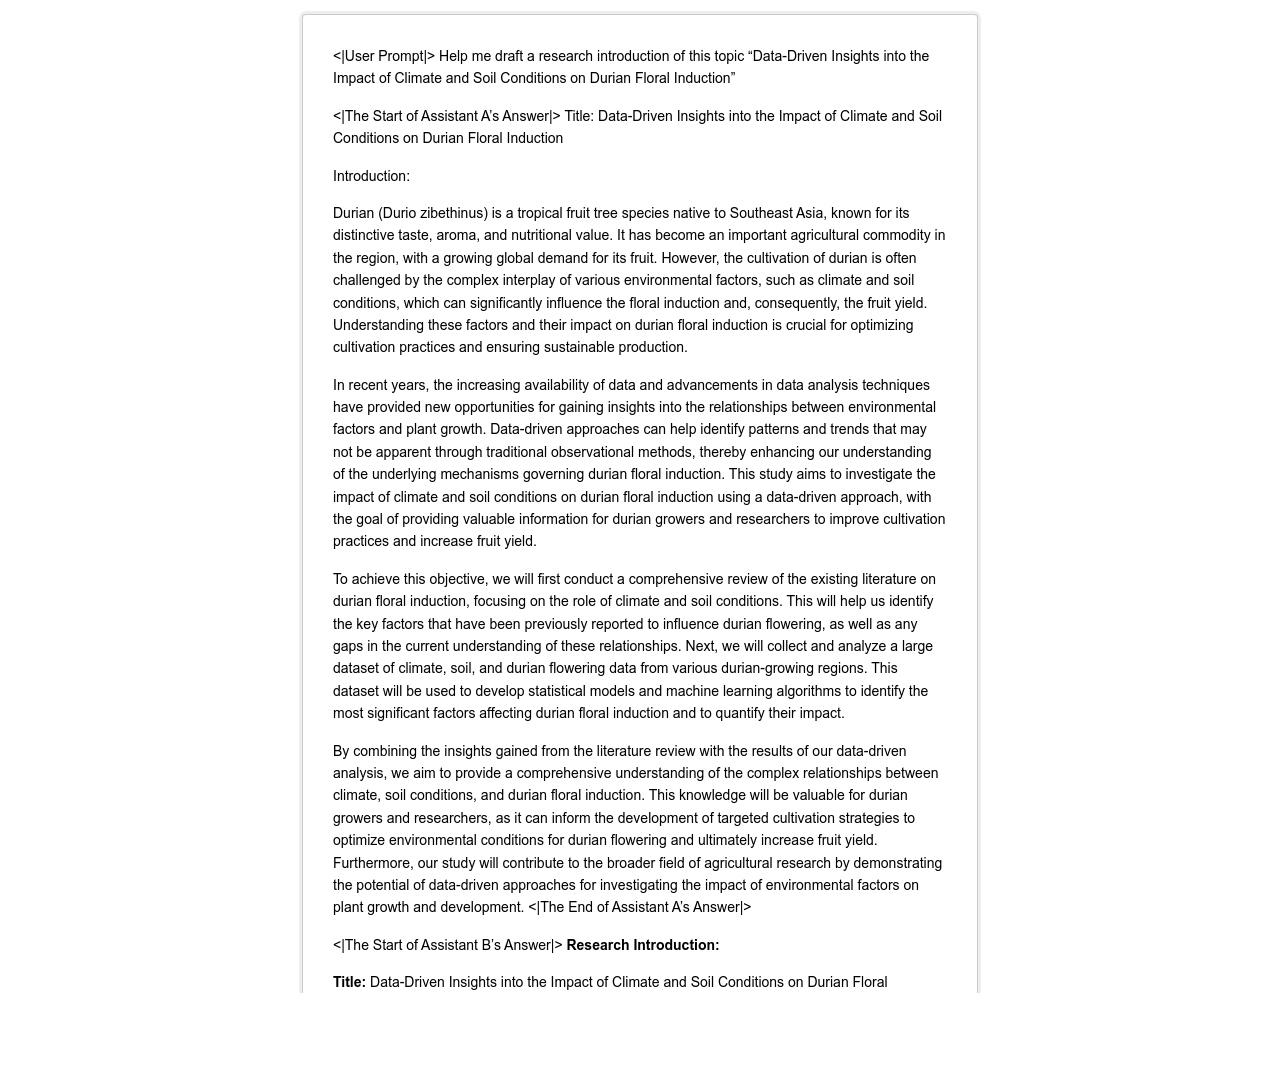 <|User Prompt|> Help me draft a research introduction of this topic “Data-Driven Insights into the
Impact of Climate and Soil Conditions on Durian Floral Induction”
<|The Start of Assistant A’s Answer|> Title: Data-Driven Insights into the Impact of Climate and Soil
Conditions on Durian Floral Induction
Introduction:
Durian (Durio zibethinus) is a tropical fruit tree species native to Southeast Asia, known for its
distinctive taste, aroma, and nutritional value. It has become an important agricultural commodity in
the region, with a growing global demand for its fruit. However, the cultivation of durian is often
challenged by the complex interplay of various environmental factors, such as climate and soil
conditions, which can significantly influence the floral induction and, consequently, the fruit yield.
Understanding these factors and their impact on durian floral induction is crucial for optimizing
cultivation practices and ensuring sustainable production.
In recent years, the increasing availability of data and advancements in data analysis techniques
have provided new opportunities for gaining insights into the relationships between environmental
factors and plant growth. Data-driven approaches can help identify patterns and trends that may
not be apparent through traditional observational methods, thereby enhancing our understanding
of the underlying mechanisms governing durian floral induction. This study aims to investigate the
impact of climate and soil conditions on durian floral induction using a data-driven approach, with
the goal of providing valuable information for durian growers and researchers to improve cultivation
practices and increase fruit yield.
To achieve this objective, we will first conduct a comprehensive review of the existing literature on
durian floral induction, focusing on the role of climate and soil conditions. This will help us identify
the key factors that have been previously reported to influence durian flowering, as well as any
gaps in the current understanding of these relationships. Next, we will collect and analyze a large
dataset of climate, soil, and durian flowering data from various durian-growing regions. This
dataset will be used to develop statistical models and machine learning algorithms to identify the
most significant factors affecting durian floral induction and to quantify their impact.
By combining the insights gained from the literature review with the results of our data-driven
analysis, we aim to provide a comprehensive understanding of the complex relationships between
climate, soil conditions, and durian floral induction. This knowledge will be valuable for durian
growers and researchers, as it can inform the development of targeted cultivation strategies to
optimize environmental conditions for durian flowering and ultimately increase fruit yield.
Furthermore, our study will contribute to the broader field of agricultural research by demonstrating
the potential of data-driven approaches for investigating the impact of environmental factors on
plant growth and development. <|The End of Assistant A’s Answer|>
<|The Start of Assistant B’s Answer|> Research Introduction:
Title: Data-Driven Insights into the Impact of Climate and Soil Conditions on Durian Floral